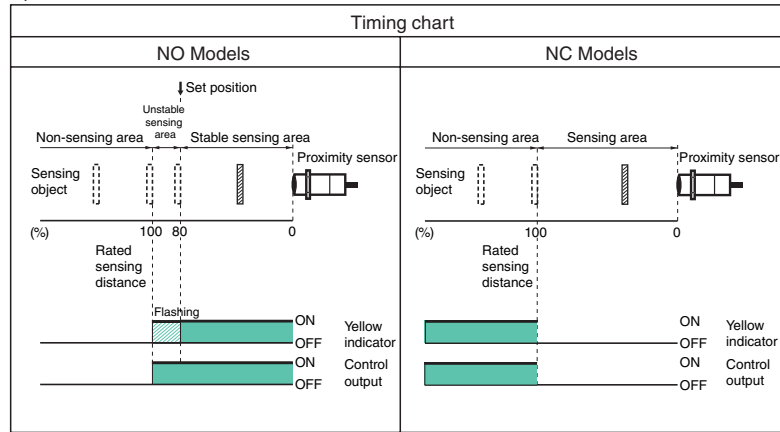 Timing chart
NO Models
NC Models
Set position
Unstable
sensing
area
Non-sensing area
Stable sensing area
Proximity sensor
Sensing
object
(%)
100
80
0
Rated
sensing
distance
Flashing
ON
OFF
Yellow
indicator
ON
OFF
Control
output
Non-sensing area
Sensing area
Proximity sensor
Sensing
object
(%)
100
0
Rated
sensing
distance
ON
OFF
Yellow
indicator
ON
OFF
Control
output